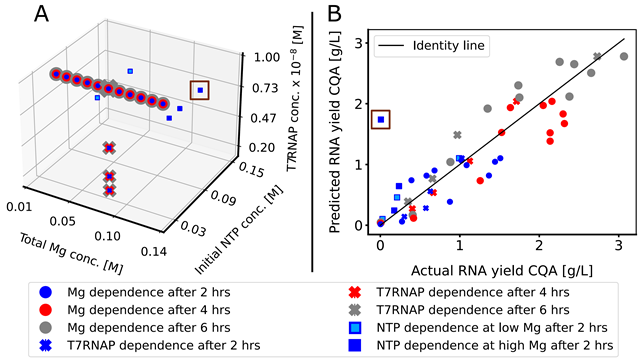 A
B
T7RNAP conc. x 10⁻⁸ [M]
1.00
0.73
0.47
0.20
0.15
0.09
0.03
0.01
0.05
0.10
0.14
Total Mg conc. [M]
Initial NTP conc. [M]
Predicted RNA yield CQA [g/L]
Identity line
3
2
1
0
0
1
2
3
Actual RNA yield CQA [g/L]
Mg dependence after 2 hrs
Mg dependence after 4 hrs
Mg dependence after 6 hrs
T7RNAP dependence after 2 hrs
T7RNAP dependence after 4 hrs
T7RNAP dependence after 6 hrs
NTP dependence at low Mg after 2 hrs
NTP dependence at high Mg after 2 hrs